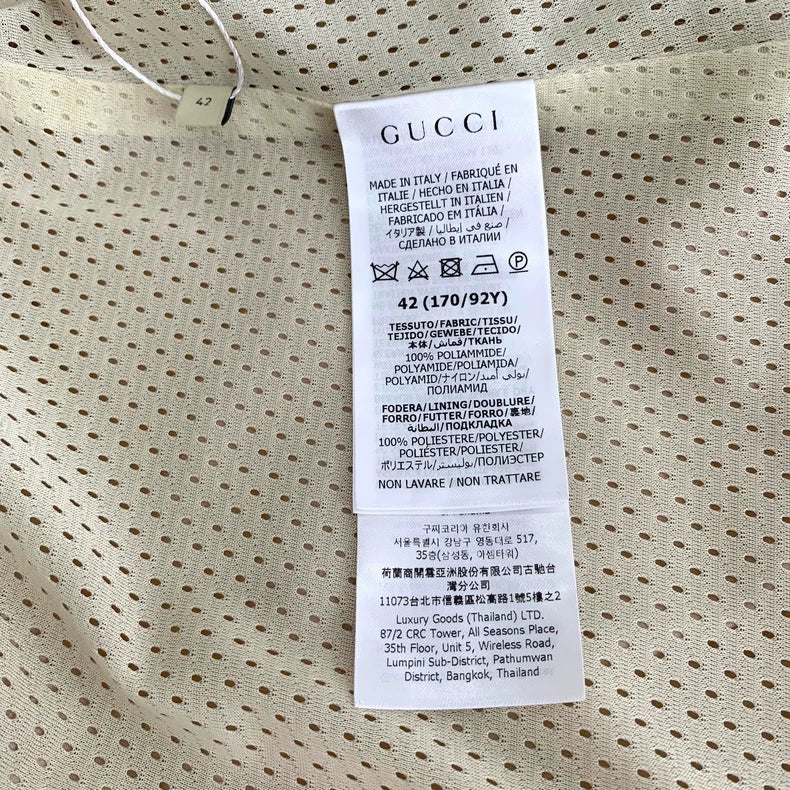 42
GUCCI
MADE IN ITALY / FABRIQUÉ EN
ITALIE / HECHO EN ITALIA /
HERGESTELLT IN ITALIEN /
FABRICADO EM ITÁLIA /
イタリア製 / صنع في إيطاليا /
СДЕЛАНО В ИТАЛИИ
P
42 (170/92Y)
TESSUTO/FABRIC/TISSU/
TEJIDO/GEWEBE/TECIDO/
本体/قماش/ТКАНЬ
100% POLIAMMIDE/
POLYAMIDE/POLIAMIDA/
POLYAMID/ナイロン/بولي أميد/
ПОЛИАМИД
FODERA/LINING/DOUBLURE/
FORRO/FUTTER/FORRO/裏地/
البطانة/ПОДКЛАДКА
100% POLIESTERE/POLYESTER/
POLIÉSTER/POLIESTER/
ポリエステル/بوليستر/ПОЛИЭСТЕР
NON LAVARE / NON TRATTARE
구찌코리아 유한회사
서울특별시 강남구 영동대로 517,
35층(삼성동, 아셈타워)
荷蘭商開雲亞洲股份有限公司古馳台
灣分公司
11073台北市信義區松高路1號5樓之2
Luxury Goods (Thailand) LTD.
87/2 CRC Tower, All Seasons Place,
35th Floor, Unit 5, Wireless Road,
Lumpini Sub-District, Pathumwan
District, Bangkok, Thailand